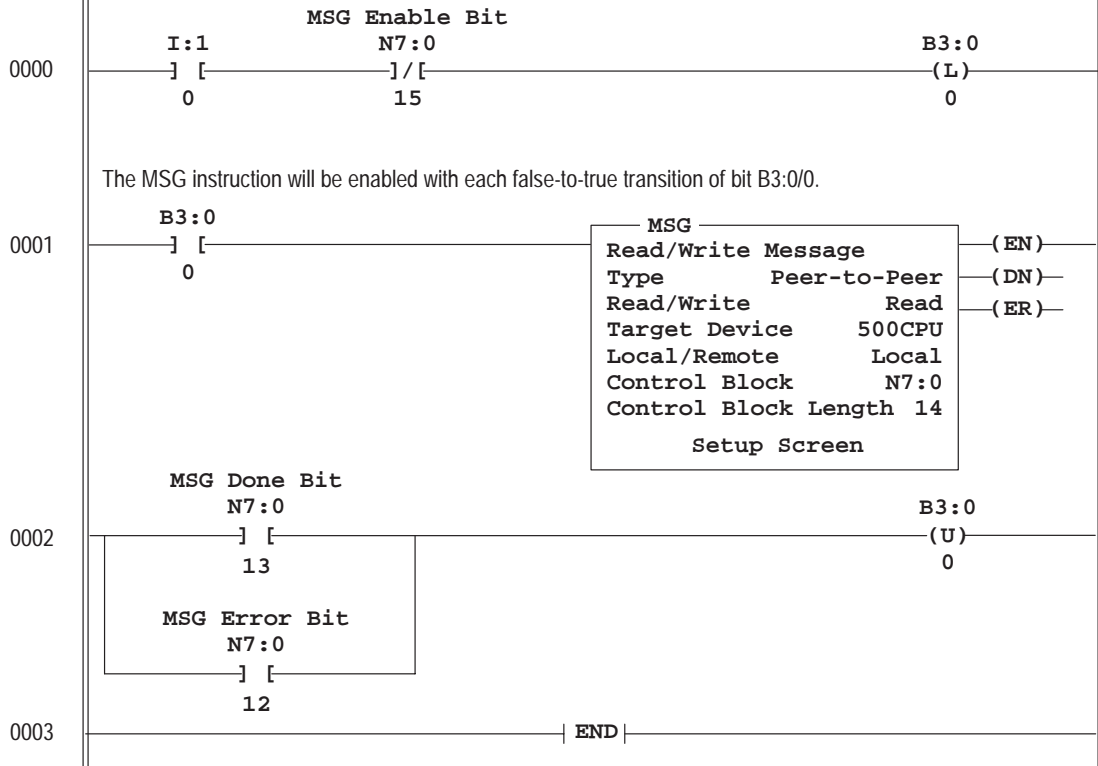 MSG Enable Bit
I:1 N7:0 B3:0
0000 ] [ ]/[ (L)
0 15 0
The MSG instruction will be enabled with each false-to-true transition of bit B3:0/0.
B3:0
0001 ] [
0
MSG
Read/Write Message
Type Peer-to-Peer
Read/Write Read
Target Device 500CPU
Local/Remote Local
Control Block N7:0
Control Block Length 14
Setup Screen
(EN)
(DN)
(ER)
MSG Done Bit
N7:0 B3:0
0002 ] [ (U)
13 0
MSG Error Bit
N7:0
] [
12
0003 END